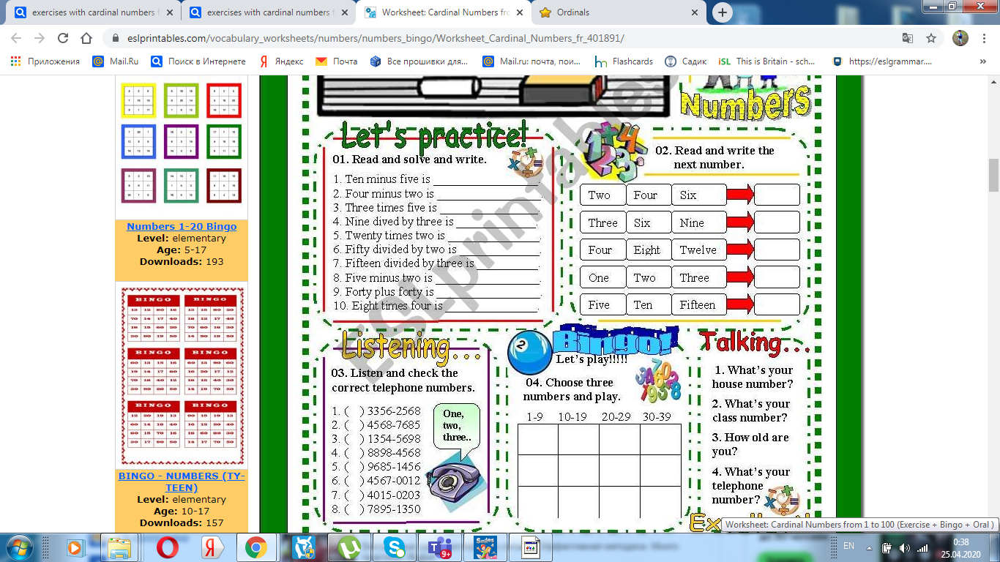 exercises with cardinal numbers f
exercises with cardinal numbers f
Worksheet: Cardinal Numbers fro
Ordinals
eslprintables.com/vocabulary_worksheets/numbers/numbers_bingo/Worksheet_Cardinal_Numbers_fr_401891/
Приложения
Mail.Ru
Поиск в Интернете
Яндекс
Почта
Все прошивки для...
Mail.ru: почта, пои...
Flashcards
Садик
This is Britain - sch...
https://eslgrammar....
Numbers 1-20 Bingo
Level: elementary
Age: 5-17
Downloads: 193
BINGO BINGO
BINGO - NUMBERS (TY-
TEEN)
Level: elementary
Age: 10-17
Downloads: 157
Numbers
Let's practice!
01. Read and solve and write.
1. Ten minus five is ________________.
2. Four minus two is ________________.
3. Three times five is ________________.
4. Nine dived by three is ______________.
5. Twenty times two is ______________.
6. Fifty divided by two is _____________.
7. Fifteen divided by three is __________.
8. Five minus two is ________________.
9. Forty plus forty is ________________.
10. Eight times four is ______________.
02. Read and write the
next number.
Two Four Six
Three Six Nine
Four Eight Twelve
One Two Three
Five Ten Fifteen
Listening...
03. Listen and check the
correct telephone numbers.
1. ( ) 3356-2568
2. ( ) 4568-7685
3. ( ) 1354-5698
4. ( ) 8898-4568
5. ( ) 9685-1456
6. ( ) 4567-0012
7. ( ) 4015-0203
8. ( ) 7895-1350
One,
two,
three..
2
Bingo!
Let's play!!!!!
04. Choose three
numbers and play.
1-9 10-19 20-29 30-39
Talking...
1. What's your
house number?
2. What's your
class number?
3. How old are
you?
4. What's your
telephone
number?
ESLprintables
Worksheet: Cardinal Numbers from 1 to 100 (Exercise + Bingo + Oral )
EN
0:38
25.04.2020